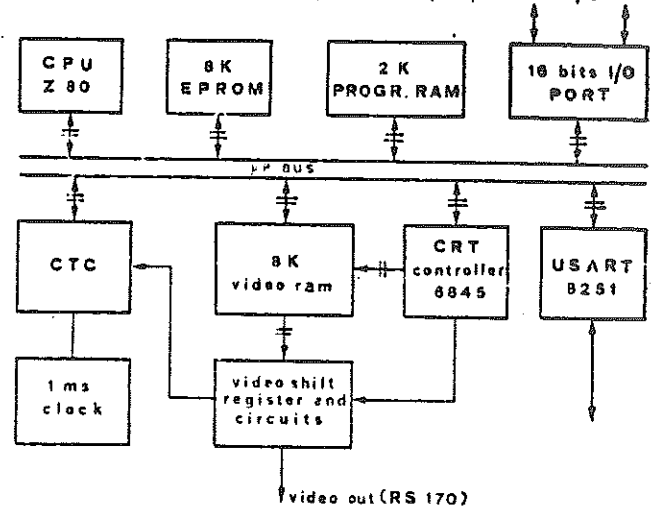 CPU
Z 80
8K
EPROM
2 K
PROGR. RAM
16 bits I/O
PORT
μP BUS
CTC
8K
video ram
CRT
controller
6845
USART
8251
1 ms
clock
video shift
register and
circuits
video out (RS 170)